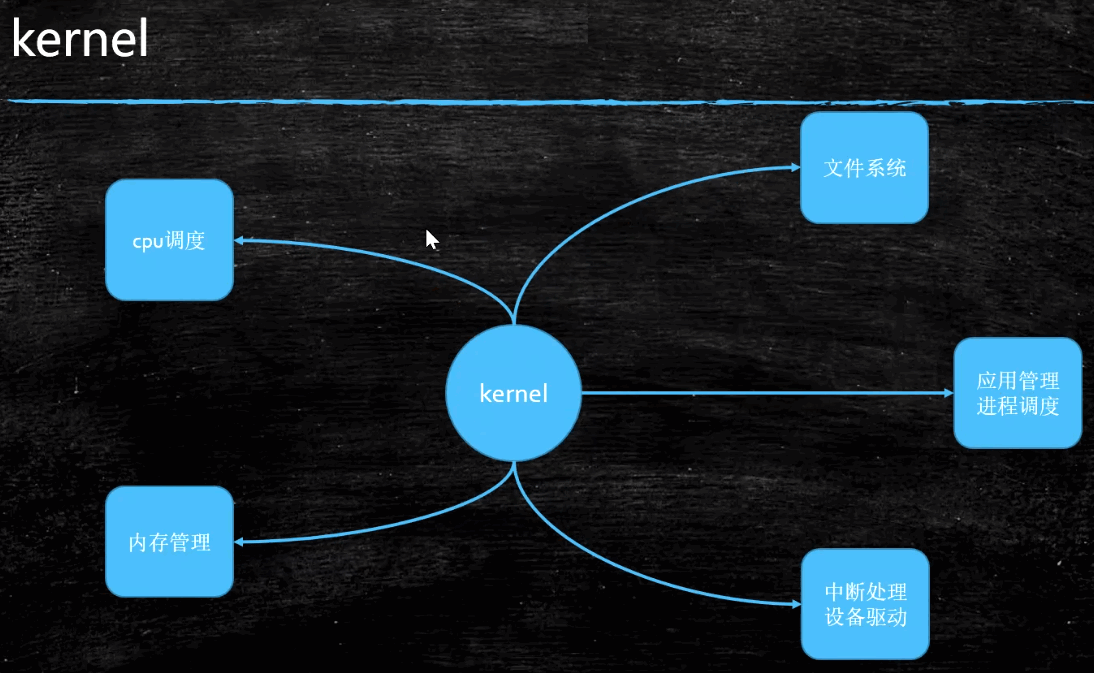 kernel
文件系统
cpu调度
kernel
应用管理
进程调度
内存管理
中断处理
设备驱动